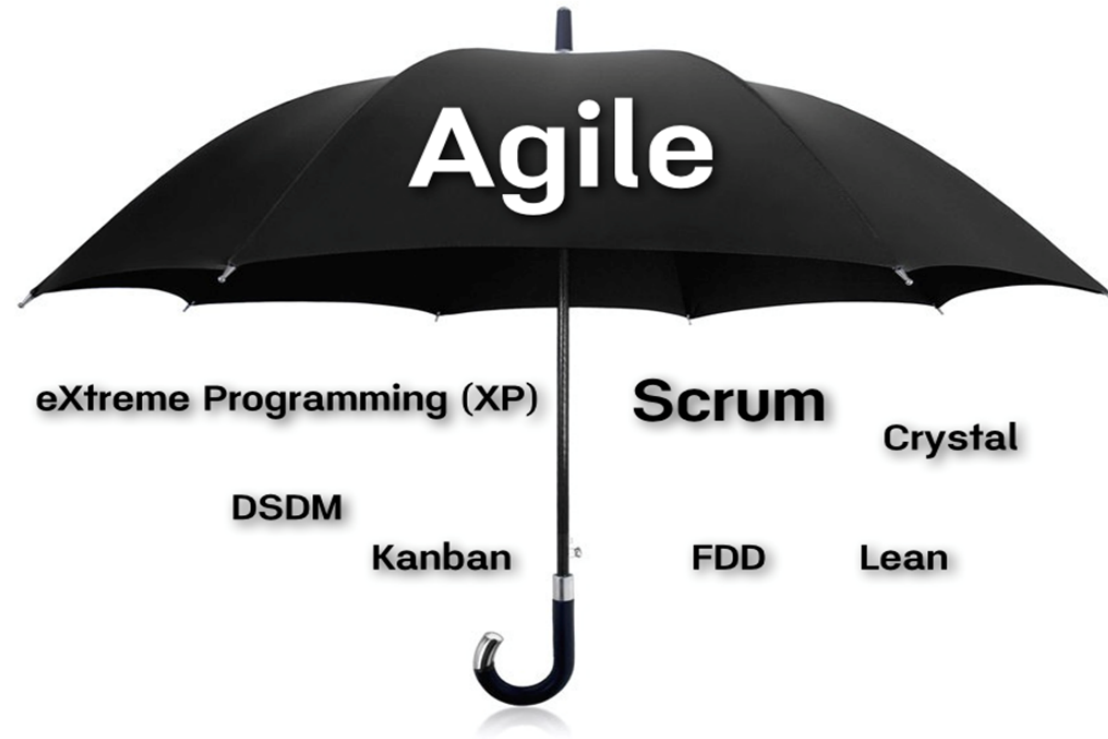 Agile
eXtreme Programming (XP)
Scrum
Crystal
DSDM
Kanban
FDD
Lean